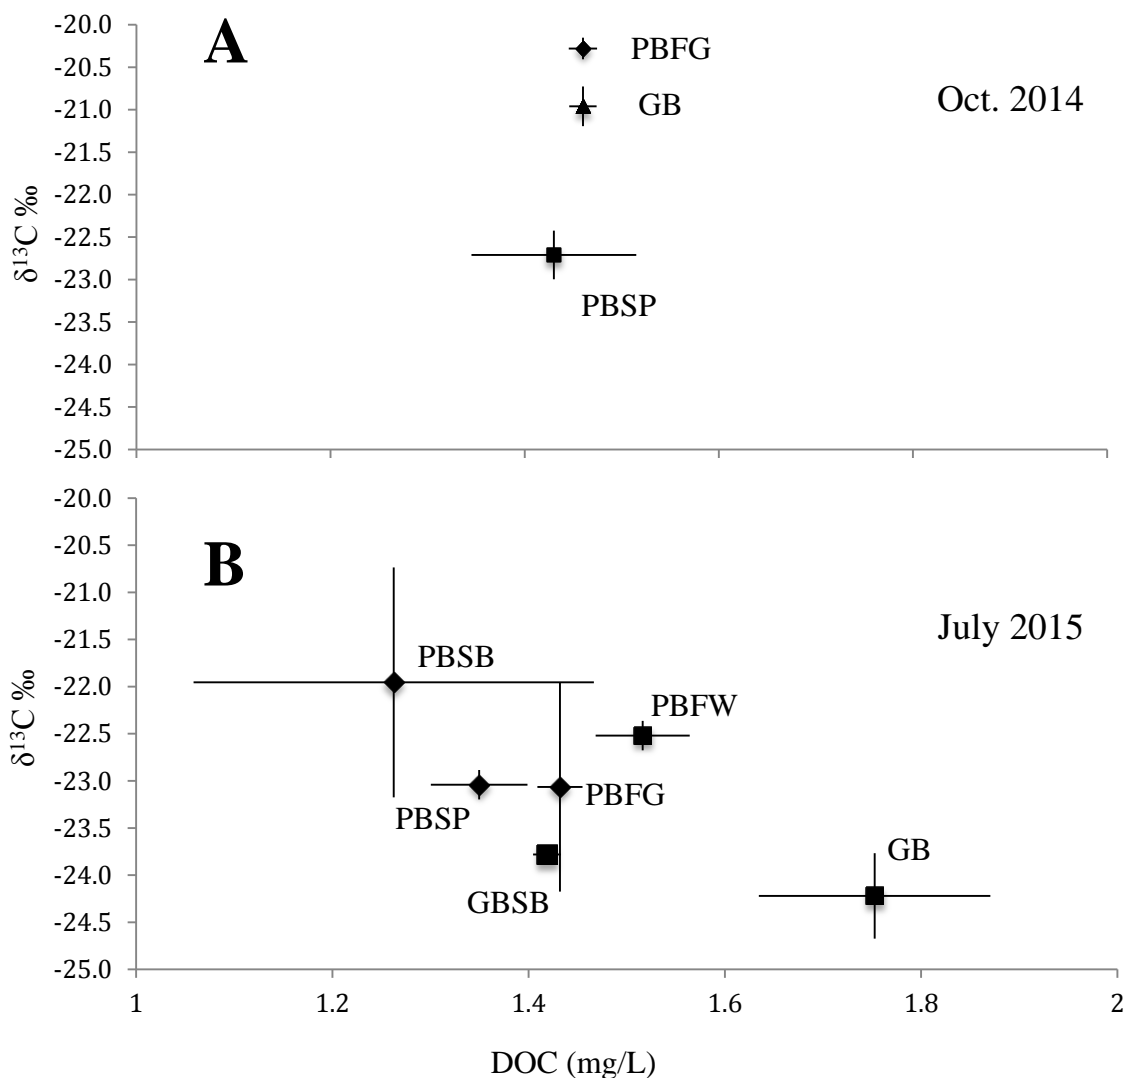 A
-20.0
-20.5
-21.0
-21.5
-22.0
-22.5
-23.0
-23.5
-24.0
-24.5
-25.0
δ¹³C ‰
PBFG
GB
Oct. 2014
PBSP
B
-20.0
-20.5
-21.0
-21.5
-22.0
-22.5
-23.0
-23.5
-24.0
-24.5
-25.0
δ¹³C ‰
July 2015
PBSB
PBFW
PBSP
PBFG
GBSB
GB
1 1.2 1.4 1.6 1.8 2
DOC (mg/L)